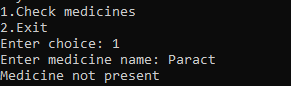 1.Check medicines
2.Exit
Enter choice: 1
Enter medicine name: Paract
Medicine not present